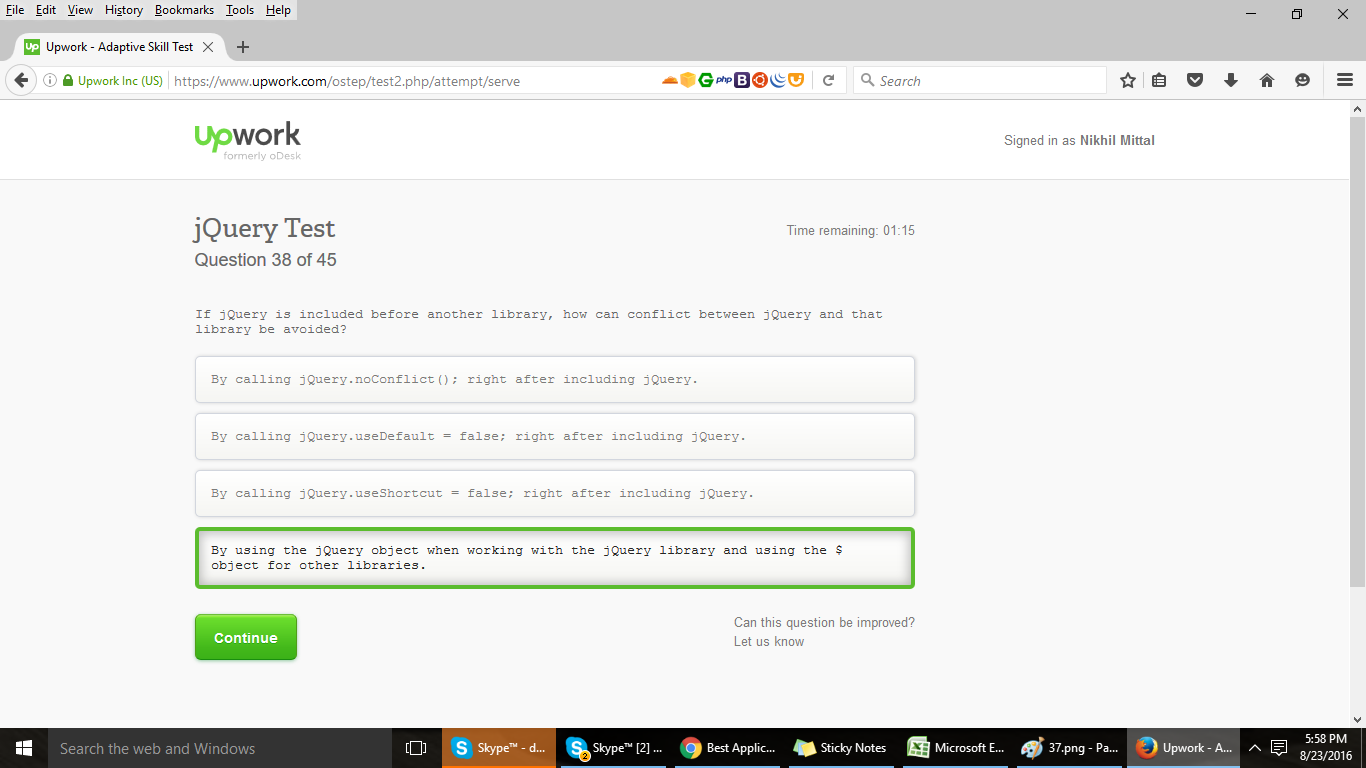 File Edit View History Bookmarks Tools Help
Up Upwork - Adaptive Skill Test
Upwork Inc (US) https://www.upwork.com/ostep/test2.php/attempt/serve php B Search
upwork
formerly oDesk
Signed in as Nikhil Mittal
jQuery Test
Time remaining: 01:15
Question 38 of 45
If jQuery is included before another library, how can conflict between jQuery and that
library be avoided?
By calling jQuery.noConflict(); right after including jQuery.
By calling jQuery.useDefault = false; right after including jQuery.
By calling jQuery.useShortcut = false; right after including jQuery.
By using the jQuery object when working with the jQuery library and using the $
object for other libraries.
Continue
Can this question be improved?
Let us know
Search the web and Windows
Skype™ - d...
2 Skype™ [2] ...
Best Applic...
Sticky Notes
Microsoft E...
37.png - Pa...
Upwork - A...
5:58 PM
8/23/2016